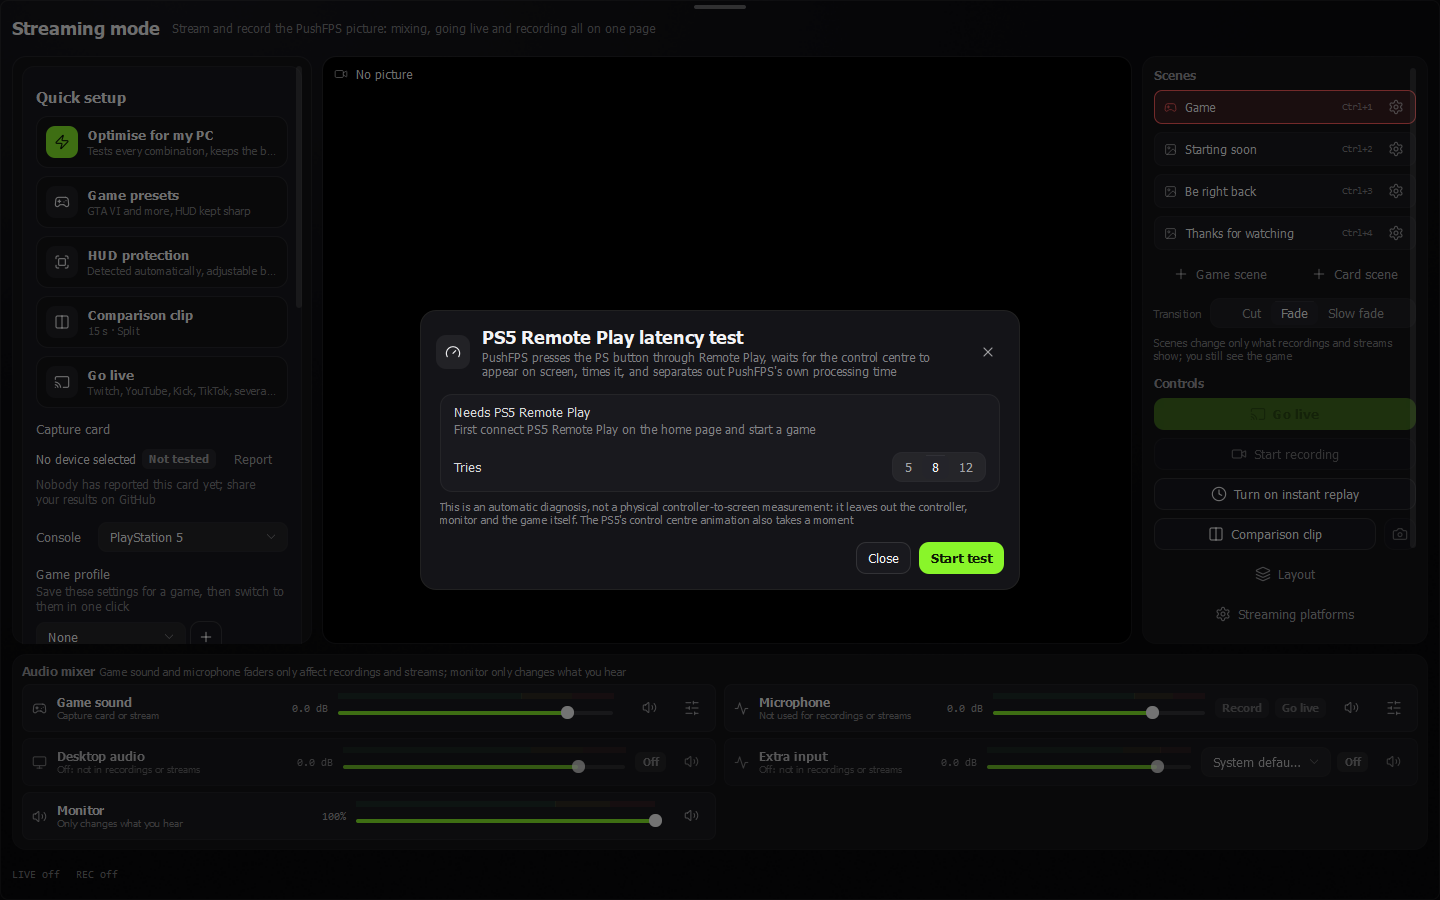 Streaming mode
Stream and record the PushFPS picture: mixing, going live and recording all on one page
Quick setup
Optimise for my PC
Tests every combination, keeps the b...
Game presets
GTA VI and more, HUD kept sharp
HUD protection
Detected automatically, adjustable b...
Comparison clip
15 s · Split
Go live
Twitch, YouTube, Kick, TikTok, severa...
Capture card
No device selected
Not tested
Report
Nobody has reported this card yet; share
your results on GitHub
Console
PlayStation 5
Game profile
Save these settings for a game, then switch to
them in one click
None
No picture
PS5 Remote Play latency test
PushFPS presses the PS button through Remote Play, waits for the control centre to
appear on screen, times it, and separates out PushFPS's own processing time
Needs PS5 Remote Play
First connect PS5 Remote Play on the home page and start a game
Tries
5
8
12
This is an automatic diagnosis, not a physical controller-to-screen measurement: it leaves out the controller,
monitor and the game itself. The PS5's control centre animation also takes a moment
Close
Start test
Scenes
Game
Ctrl+1
Starting soon
Ctrl+2
Be right back
Ctrl+3
Thanks for watching
Ctrl+4
Game scene
Card scene
Transition
Cut
Fade
Slow fade
Scenes change only what recordings and streams
show; you still see the game
Controls
Go live
Start recording
Turn on instant replay
Comparison clip
Layout
Streaming platforms
Audio mixer
Game sound and microphone faders only affect recordings and streams; monitor only changes what you hear
Game sound
Capture card or stream
0.0 dB
Microphone
Not used for recordings or streams
0.0 dB
Record
Go live
Desktop audio
Off: not in recordings or streams
0.0 dB
Off
Extra input
Off: not in recordings or streams
0.0 dB
System defau...
Off
Monitor
Only changes what you hear
100%
LIVE off
REC off